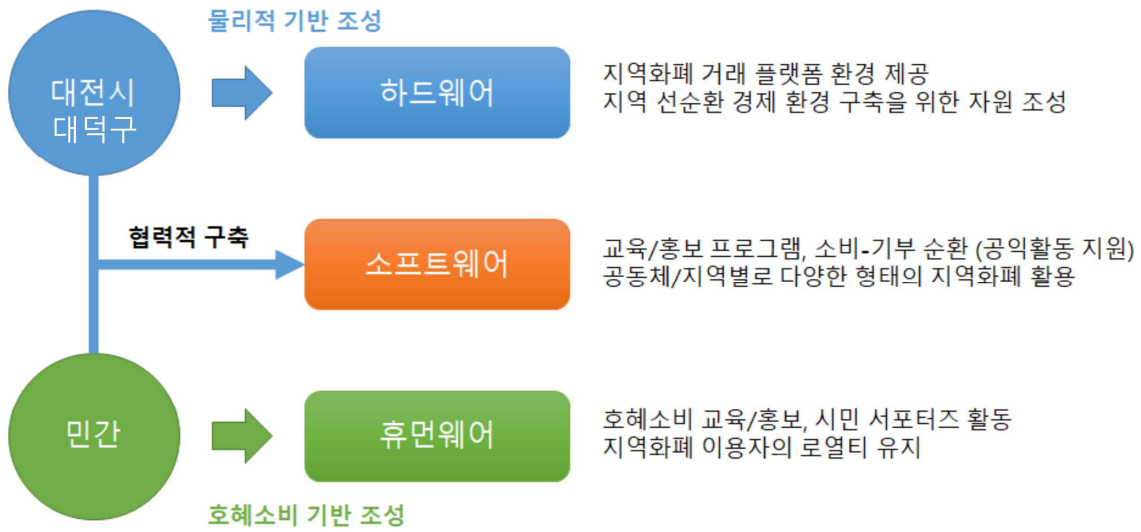 물리적 기반 조성
대전시
대덕구
하드웨어
지역화폐 거래 플랫폼 환경 제공
지역 선순환 경제 환경 구축을 위한 자원 조성
협력적 구축
소프트웨어
교육/홍보 프로그램, 소비-기부 순환 (공익활동 지원)
공동체/지역별로 다양한 형태의 지역화폐 활용
민간
휴먼웨어
호혜소비 교육/홍보, 시민 서포터즈 활동
지역화폐 이용자의 로열티 유지
호혜소비 기반 조성